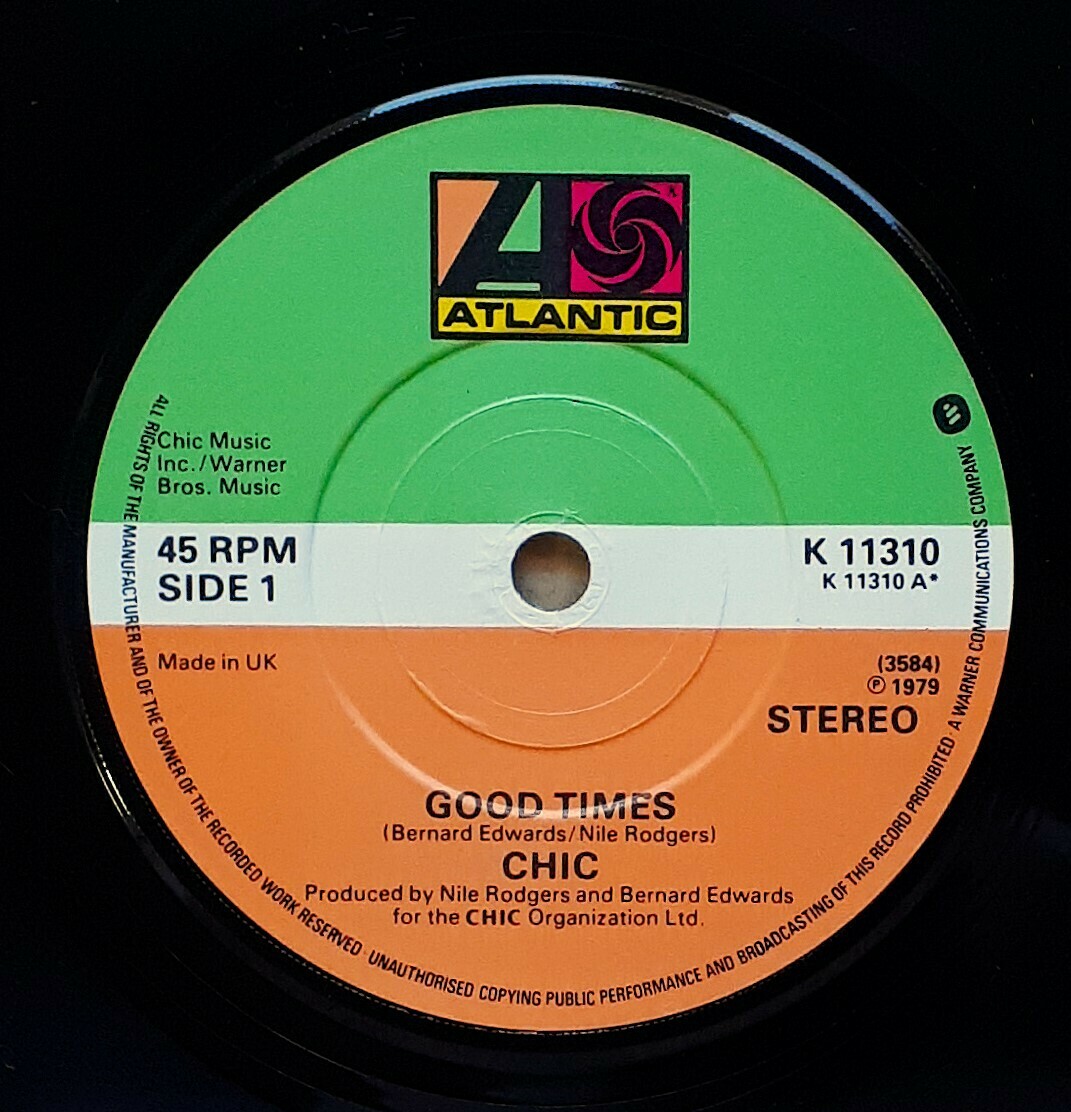 ATLANTIC
Chic Music
Inc./Warner
Bros. Music
45 RPM
SIDE 1
K 11310
K 11310 A*
Made in UK
(3584)
℗ 1979
STEREO
GOOD TIMES
(Bernard Edwards/Nile Rodgers)
CHIC
Produced by Nile Rodgers and Bernard Edwards
for the CHIC Organization Ltd.
ALL RIGHTS OF THE MANUFACTURER AND OF THE OWNER OF THE RECORDED WORK RESERVED · UNAUTHORISED COPYING PUBLIC PERFORMANCE AND BROADCASTING OF THIS RECORD PROHIBITED · A WARNER COMMUNICATIONS COMPANY